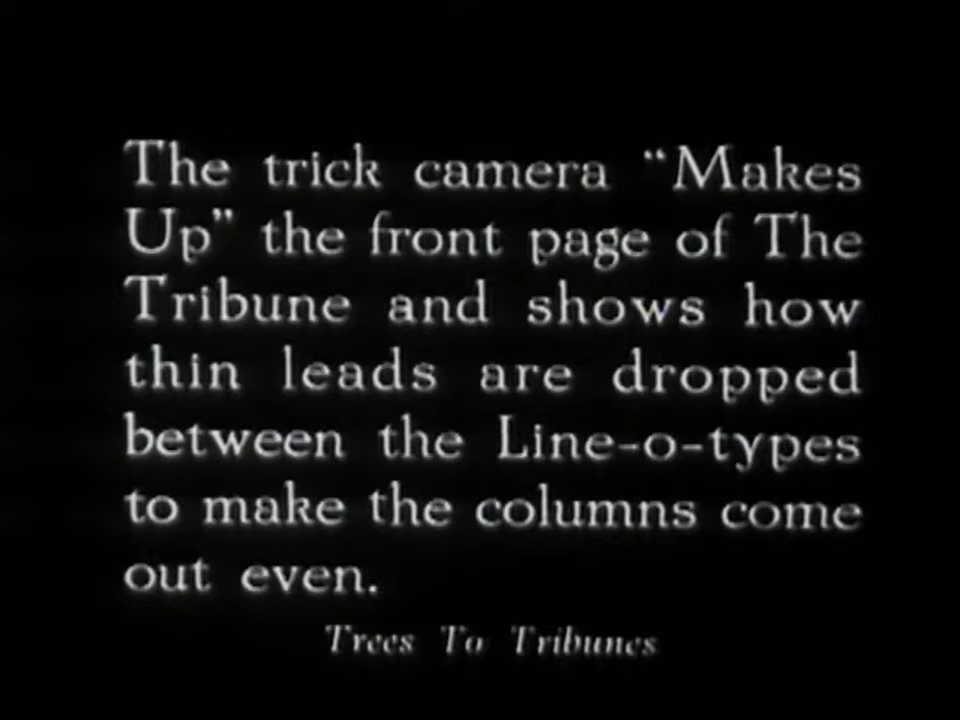 The trick camera “Makes
Up” the front page of The
Tribune and shows how
thin leads are dropped
between the Line-o-types
to make the columns come
out even.
Trees To Tribunes